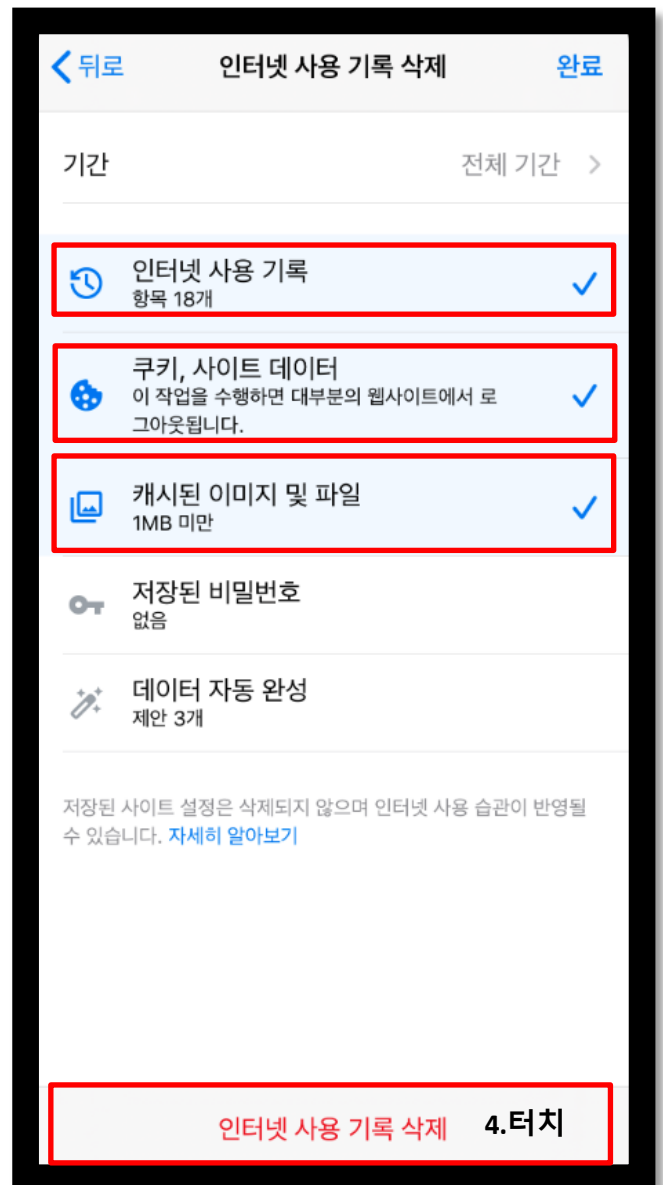 뒤로 인터넷 사용 기록 삭제 완료
기간 전체 기간
인터넷 사용 기록
항목 18개
쿠키, 사이트 데이터
이 작업을 수행하면 대부분의 웹사이트에서 로
그아웃됩니다.
캐시된 이미지 및 파일
1MB 미만
저장된 비밀번호
없음
데이터 자동 완성
제안 3개
저장된 사이트 설정은 삭제되지 않으며 인터넷 사용 습관이 반영될
수 있습니다. 자세히 알아보기
인터넷 사용 기록 삭제 4.터치